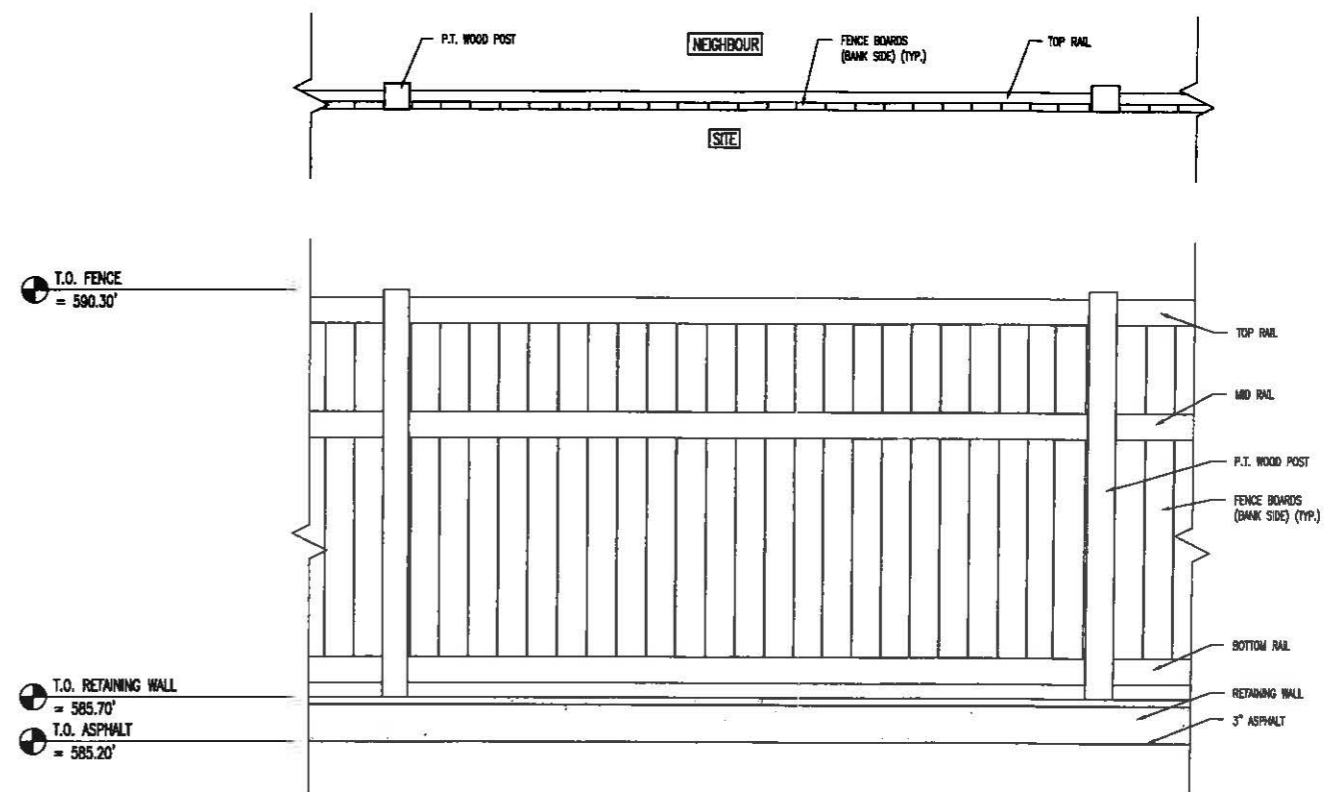 P.T. WOOD POST
NEIGHBOUR
FENCE BOARDS
(BANK SIDE) (TYP.)
TOP RAIL
SITE
T.O. FENCE
= 590.30'
TOP RAIL
MID RAIL
P.T. WOOD POST
FENCE BOARDS
(BANK SIDE) (TYP.)
BOTTOM RAIL
T.O. RETAINING WALL
= 585.70'
RETAINING WALL
3" ASPHALT
T.O. ASPHALT
= 585.20'